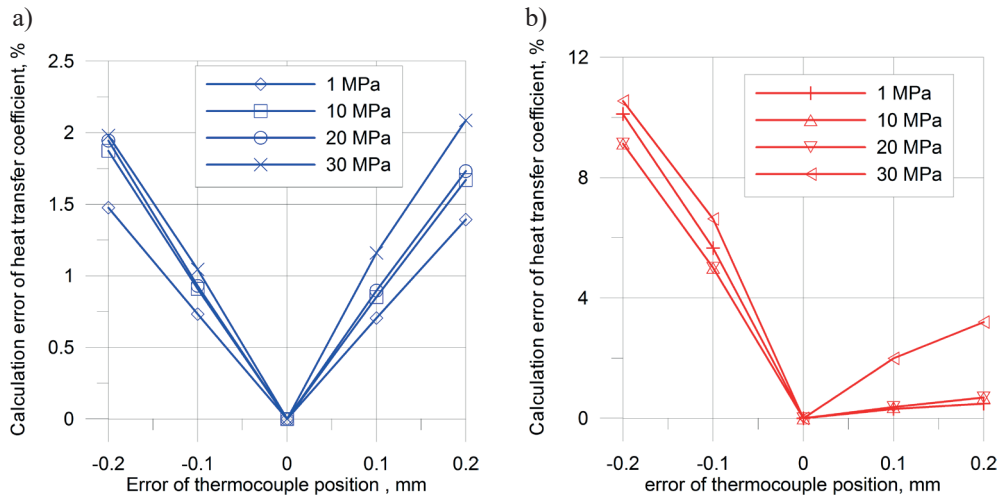 a)
Calculation error of heat transfer coefficient, %
2.5
2
1.5
1
0.5
0
1 MPa
10 MPa
20 MPa
30 MPa
-0.2 -0.1 0 0.1 0.2
Error of thermocouple position , mm
b)
Calculation error of heat transfer coefficient, %
12
8
4
0
1 MPa
10 MPa
20 MPa
30 MPa
-0.2 -0.1 0 0.1 0.2
error of thermocouple position, mm